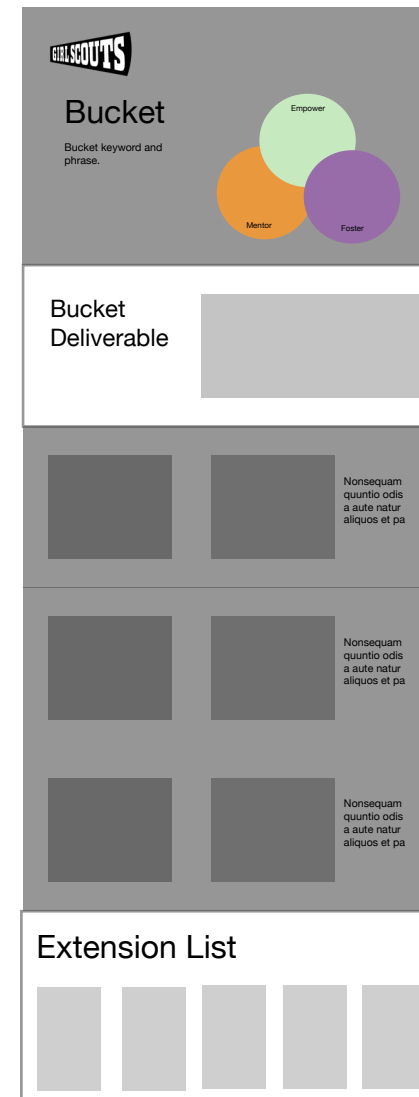 GIRL SCOUTS
Bucket
Bucket keyword and
phrase.
Empower
Mentor
Foster
Bucket
Deliverable
Nonsequam
quuntio odis
a aute natur
aliquos et pa
Nonsequam
quuntio odis
a aute natur
aliquos et pa
Nonsequam
quuntio odis
a aute natur
aliquos et pa
Extension List